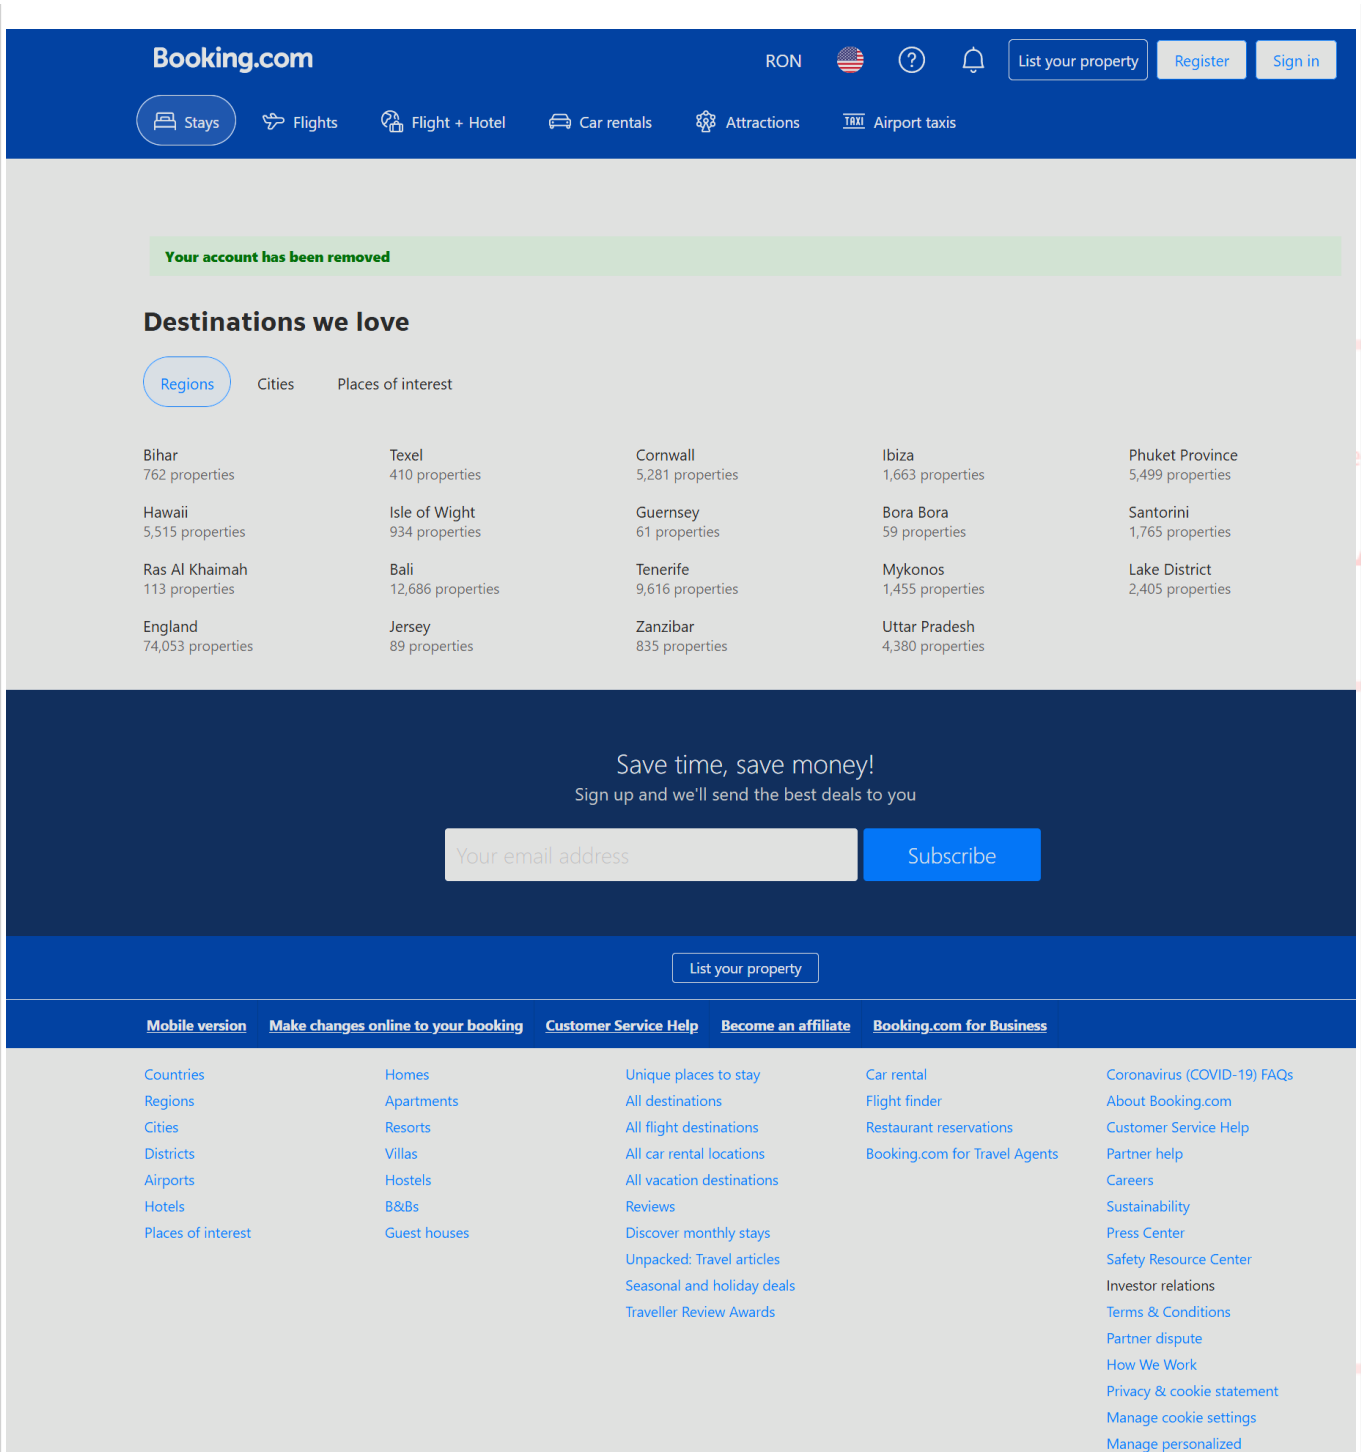 Booking.com
RON
List your property
Register
Sign in
Stays
Flights
Flight + Hotel
Car rentals
TAXI
Attractions
Airport taxis
Your account has been removed
Destinations we love
Regions
Cities
Places of interest
Bihar
762 properties
Texel
410 properties
Cornwall
5,281 properties
Ibiza
1,663 properties
Phuket Province
5,499 properties
Hawaii
5,515 properties
Isle of Wight
934 properties
Guernsey
61 properties
Bora Bora
59 properties
Santorini
1,765 properties
Ras Al Khaimah
113 properties
Bali
12,686 properties
Tenerife
9,616 properties
Mykonos
1,455 properties
Lake District
2,405 properties
England
74,053 properties
Jersey
89 properties
Zanzibar
835 properties
Uttar Pradesh
4,380 properties
Save time, save money!
Sign up and we'll send the best deals to you
Your email address
Subscribe
List your property
Mobile version
Make changes online to your booking
Customer Service Help
Become an affiliate
Booking.com for Business
Countries
Regions
Cities
Districts
Airports
Hotels
Places of interest
Homes
Apartments
Resorts
Villas
Hostels
B&Bs
Guest houses
Unique places to stay
All destinations
All flight destinations
All car rental locations
All vacation destinations
Reviews
Discover monthly stays
Unpacked: Travel articles
Seasonal and holiday deals
Traveller Review Awards
Car rental
Flight finder
Restaurant reservations
Booking.com for Travel Agents
Coronavirus (COVID-19) FAQs
About Booking.com
Customer Service Help
Partner help
Careers
Sustainability
Press Center
Safety Resource Center
Investor relations
Terms & Conditions
Partner dispute
How We Work
Privacy & cookie statement
Manage cookie settings
Manage personalized